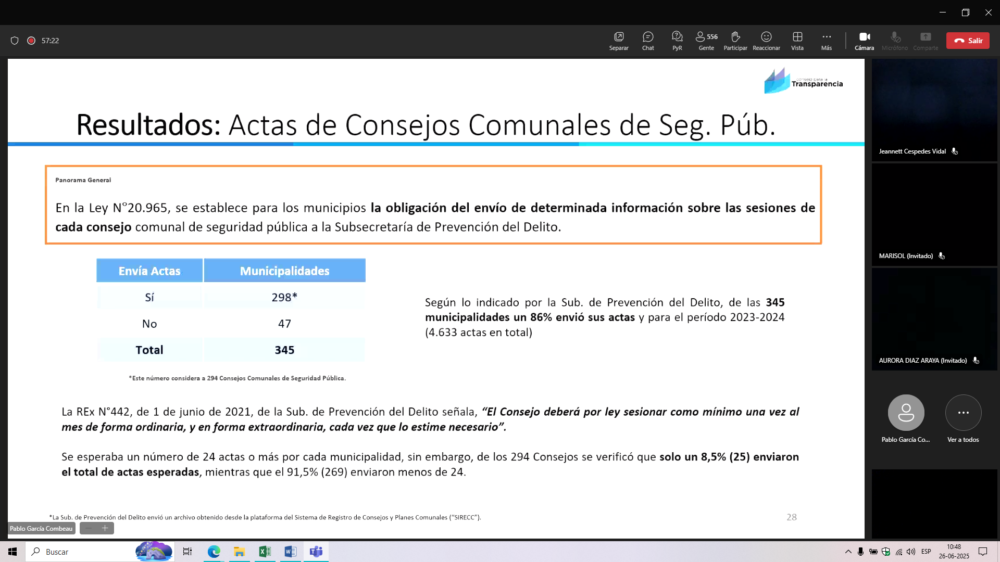 57:22
Separar
Chat
PyR
556
Gente
Participar
Reaccionar
Vista
Más
Cámara
Micrófono
Comparte
Salir
consejo para la
Transparencia
Resultados: Actas de Consejos Comunales de Seg. Púb.
Panorama General
En la Ley N°20.965, se establece para los municipios la obligación del envío de determinada información sobre las sesiones de
cada consejo comunal de seguridad pública a la Subsecretaría de Prevención del Delito.
Envía Actas Municipalidades
Sí 298*
No 47
Total 345
*Este número considera a 294 Consejos Comunales de Seguridad Pública.
Según lo indicado por la Sub. de Prevención del Delito, de las 345
municipalidades un 86% envió sus actas y para el período 2023-2024
(4.633 actas en total)
La REx N°442, de 1 de junio de 2021, de la Sub. de Prevención del Delito señala, “El Consejo deberá por ley sesionar como mínimo una vez al
mes de forma ordinaria, y en forma extraordinaria, cada vez que lo estime necesario”.
Se esperaba un número de 24 actas o más por cada municipalidad, sin embargo, de los 294 Consejos se verificó que solo un 8,5% (25) enviaron
el total de actas esperadas, mientras que el 91,5% (269) enviaron menos de 24.
*La Sub. de Prevención del Delito envió un archivo obtenido desde la plataforma del Sistema de Registro de Consejos y Planes Comunales (“SIRECC”).
28
Pablo García Combeau
Jeannett Cespedes Vidal
MARISOL (Invitado)
AURORA DIAZ ARAYA (Invitado)
Pablo García Co...
Ver a todos
Buscar
ESP
10:48
26-06-2025